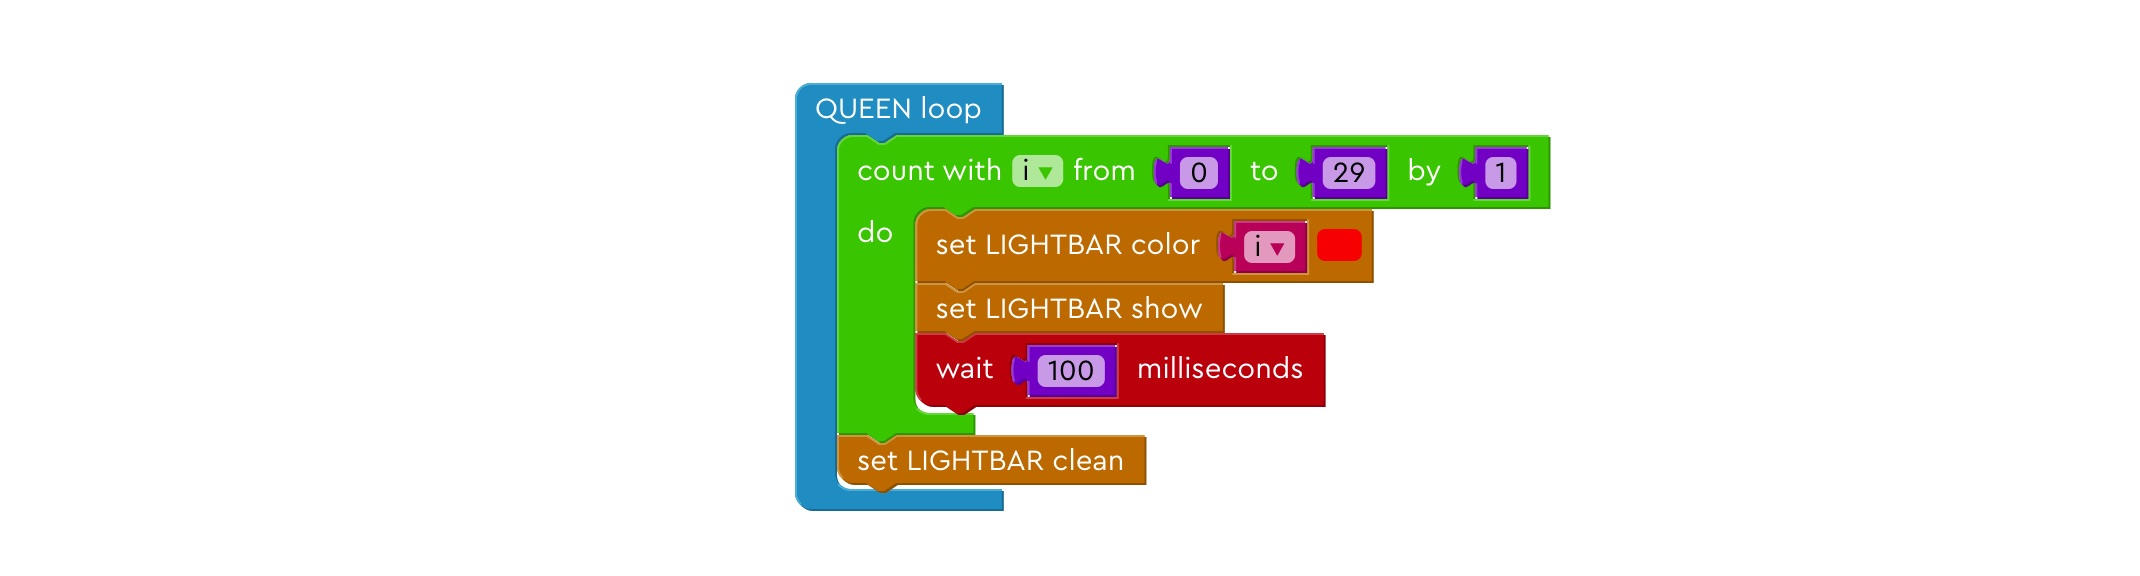 QUEEN loop
count with i ▼ from 0 to 29 by 1
do
set LIGHTBAR color i ▼
set LIGHTBAR show
wait 100 milliseconds
set LIGHTBAR clean